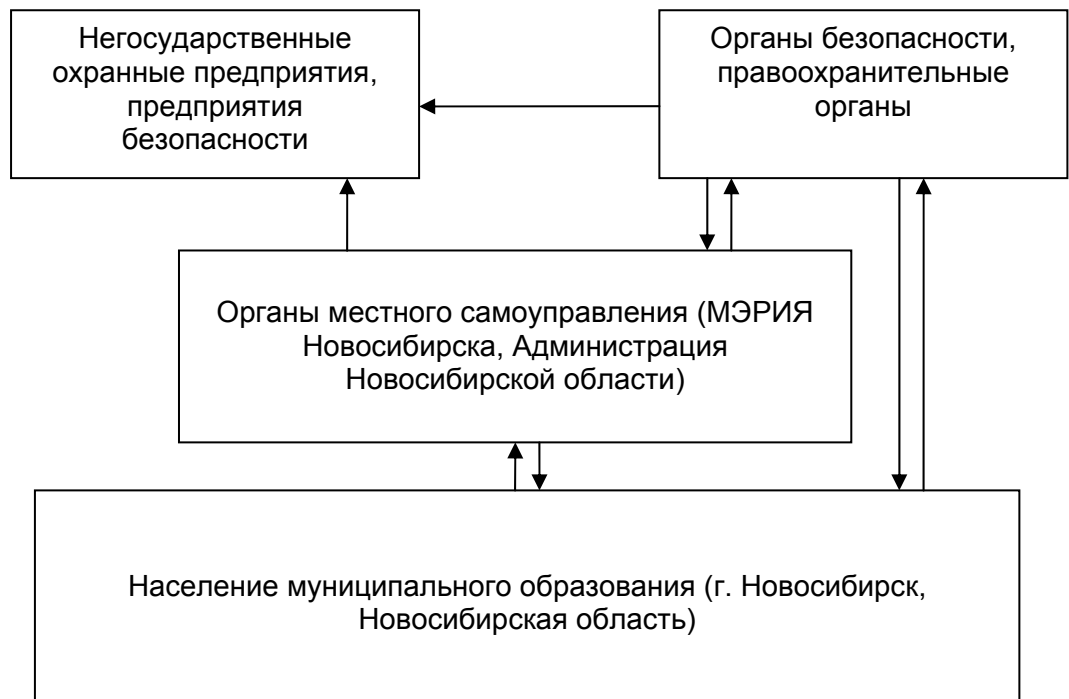 Негосударственные
охранные предприятия,
предприятия
безопасности
Органы безопасности,
правоохранительные
органы
Органы местного самоуправления (МЭРИЯ
Новосибирска, Администрация
Новосибирской области)
Население муниципального образования (г. Новосибирск,
Новосибирская область)